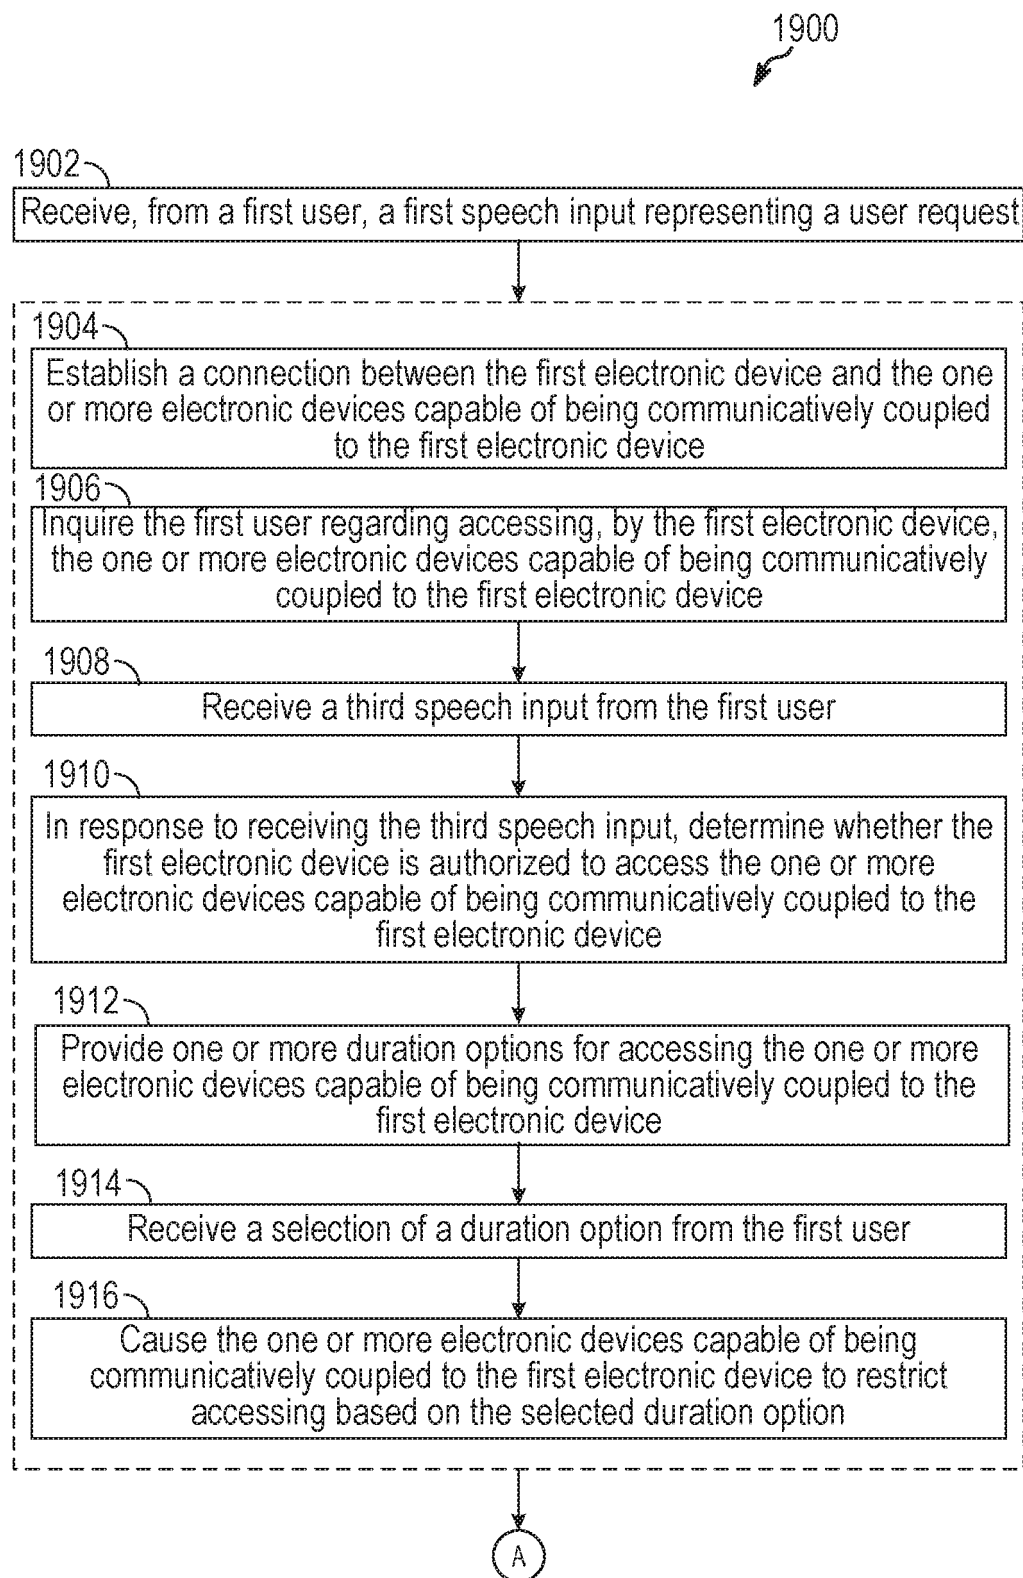 1900
1902
Receive, from a first user, a first speech input representing a user request
1904
Establish a connection between the first electronic device and the one
or more electronic devices capable of being communicatively coupled
to the first electronic device
1906
Inquire the first user regarding accessing, by the first electronic device,
the one or more electronic devices capable of being communicatively
coupled to the first electronic device
1908
Receive a third speech input from the first user
1910
In response to receiving the third speech input, determine whether the
first electronic device is authorized to access the one or more
electronic devices capable of being communicatively coupled to the
first electronic device
1912
Provide one or more duration options for accessing the one or more
electronic devices capable of being communicatively coupled to the
first electronic device
1914
Receive a selection of a duration option from the first user
1916
Cause the one or more electronic devices capable of being
communicatively coupled to the first electronic device to restrict
accessing based on the selected duration option
A